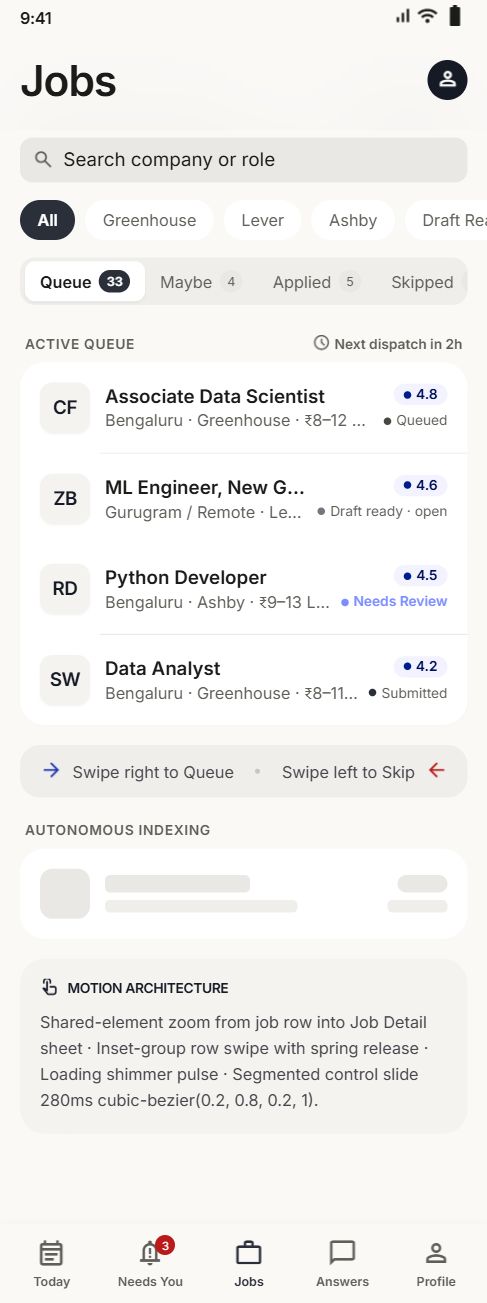 9:41
Jobs
Search company or role
All Greenhouse Lever Ashby Draft Rea
Queue 33 Maybe 4 Applied 5 Skipped
ACTIVE QUEUE Next dispatch in 2h
CF Associate Data Scientist 4.8
Bengaluru · Greenhouse · ₹8–12 ... Queued
ZB ML Engineer, New G... 4.6
Gurugram / Remote · Le... Draft ready · open
RD Python Developer 4.5
Bengaluru · Ashby · ₹9–13 L... Needs Review
SW Data Analyst 4.2
Bengaluru · Greenhouse · ₹8–11... Submitted
Swipe right to Queue • Swipe left to Skip
AUTONOMOUS INDEXING
MOTION ARCHITECTURE
Shared-element zoom from job row into Job Detail
sheet · Inset-group row swipe with spring release ·
Loading shimmer pulse · Segmented control slide
280ms cubic-bezier(0.2, 0.8, 0.2, 1).
3
Today Needs You Jobs Answers Profile